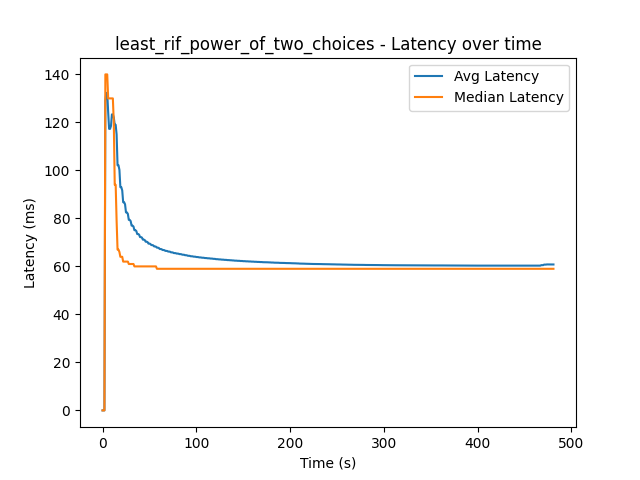 least_rif_power_of_two_choices - Latency over time
Avg Latency
Median Latency
Latency (ms)
140
120
100
80
60
40
20
0
0
100
200
300
400
500
Time (s)